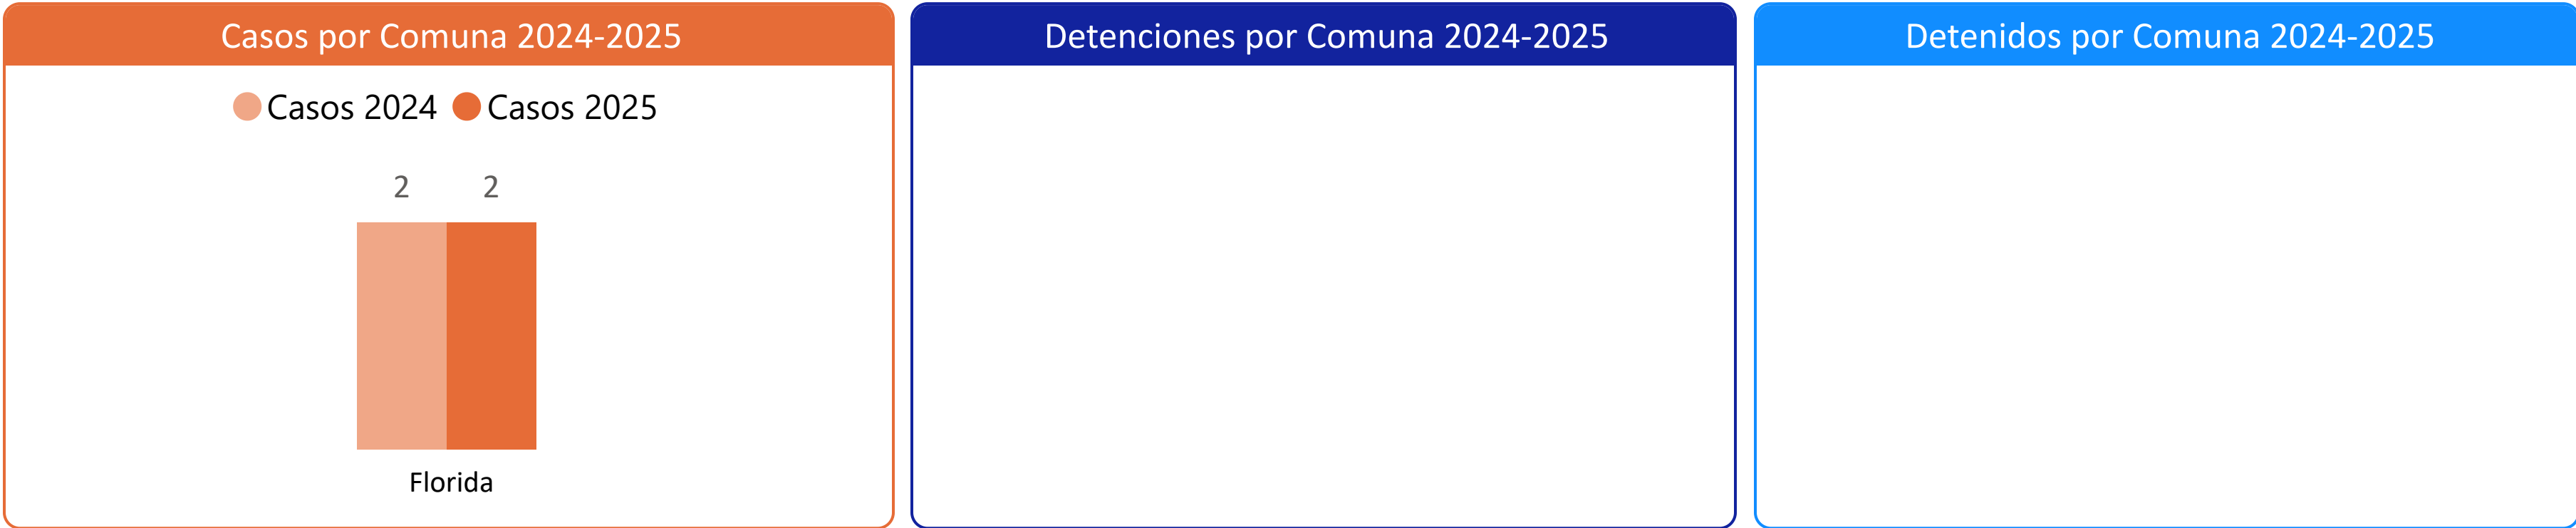 Casos por Comuna 2024-2025
Casos 2024 Casos 2025
2 2
Florida
Detenciones por Comuna 2024-2025
Detenidos por Comuna 2024-2025